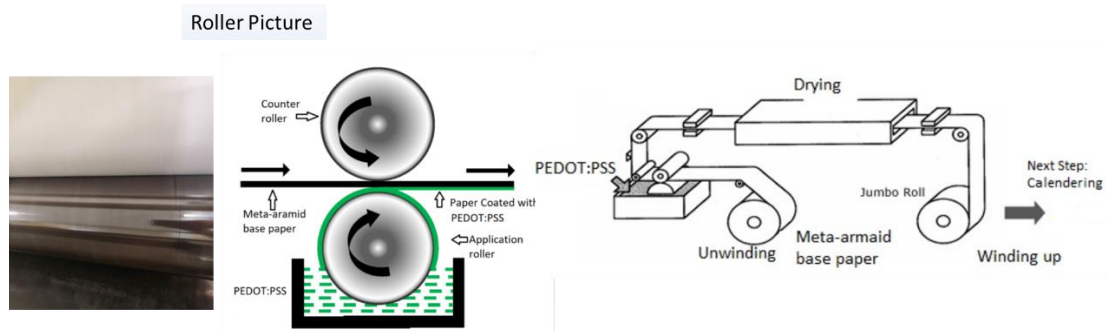 Roller Picture
Counter
roller
Meta-aramid
base paper
Paper Coated with
PEDOT:PSS
Application
roller
PEDOT:PSS
Drying
PEDOT:PSS
Jumbo Roll
Unwinding
Meta-armaid
base paper
Winding up
Next Step:
Calendering